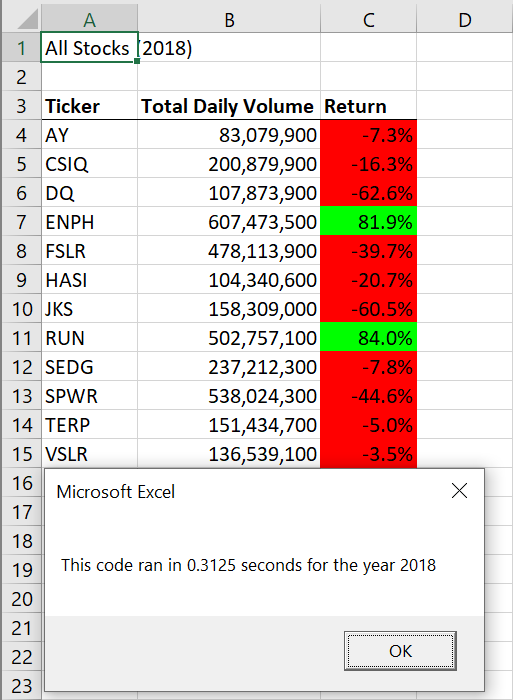 A B C D
1 All Stocks (2018)
2
3 Ticker Total Daily Volume Return
4 AY 83,079,900 -7.3%
5 CSIQ 200,879,900 -16.3%
6 DQ 107,873,900 -62.6%
7 ENPH 607,473,500 81.9%
8 FSLR 478,113,900 -39.7%
9 HASI 104,340,600 -20.7%
10 JKS 158,309,000 -60.5%
11 RUN 502,757,100 84.0%
12 SEDG 237,212,300 -7.8%
13 SPWR 538,024,300 -44.6%
14 TERP 151,434,700 -5.0%
15 VSLR 136,539,100 -3.5%
16
17
18
19
20
21
22
23
Microsoft Excel
This code ran in 0.3125 seconds for the year 2018
OK